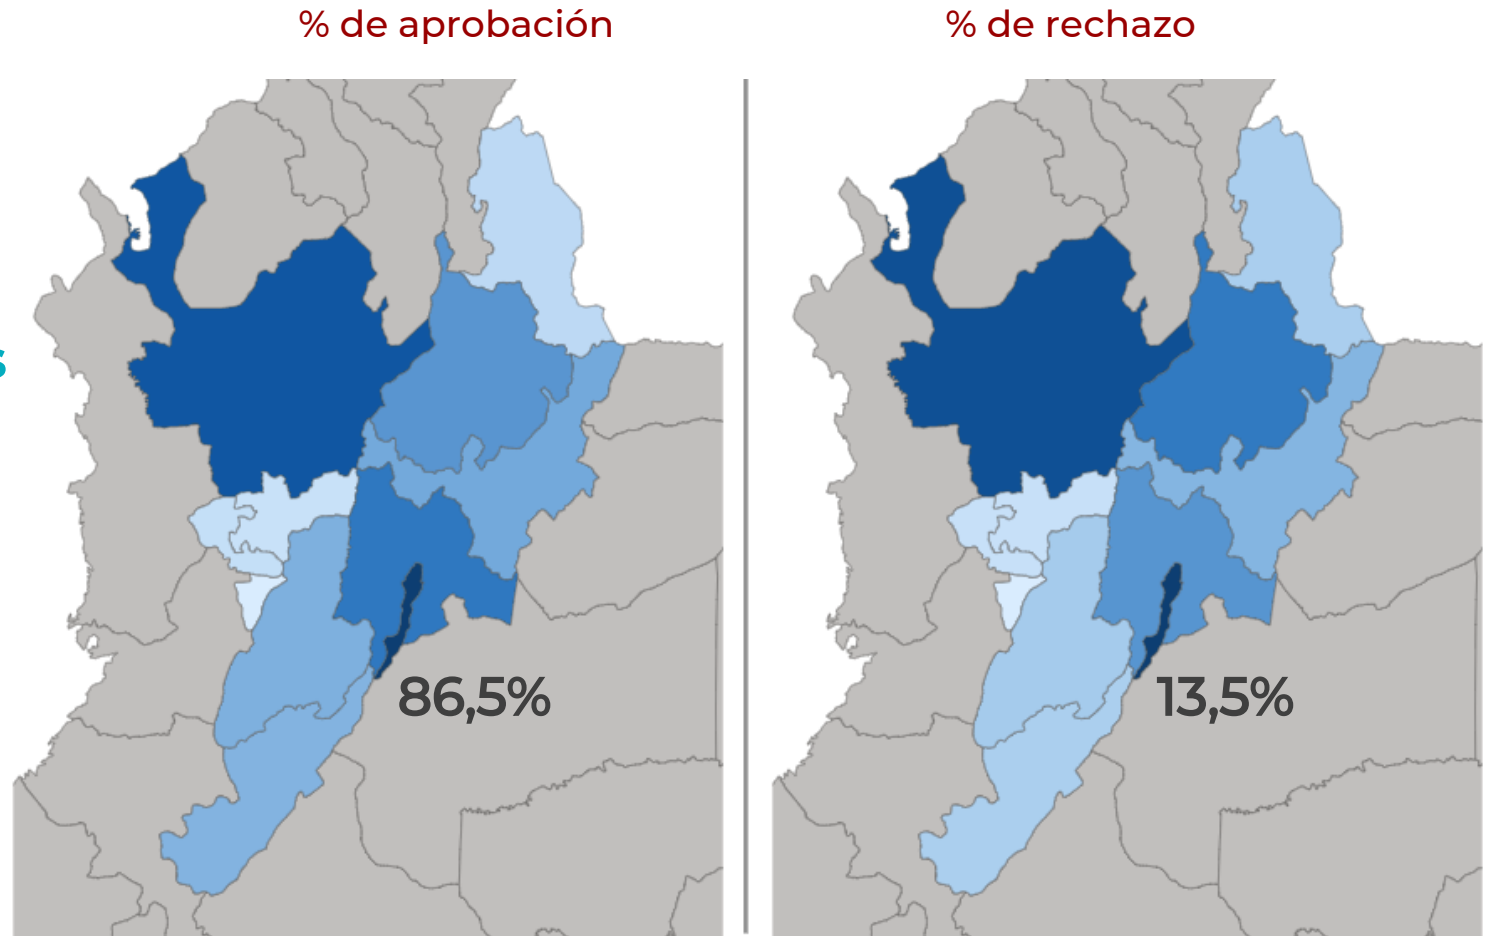 % de aprobación
% de rechazo
s
86,5%
13,5%